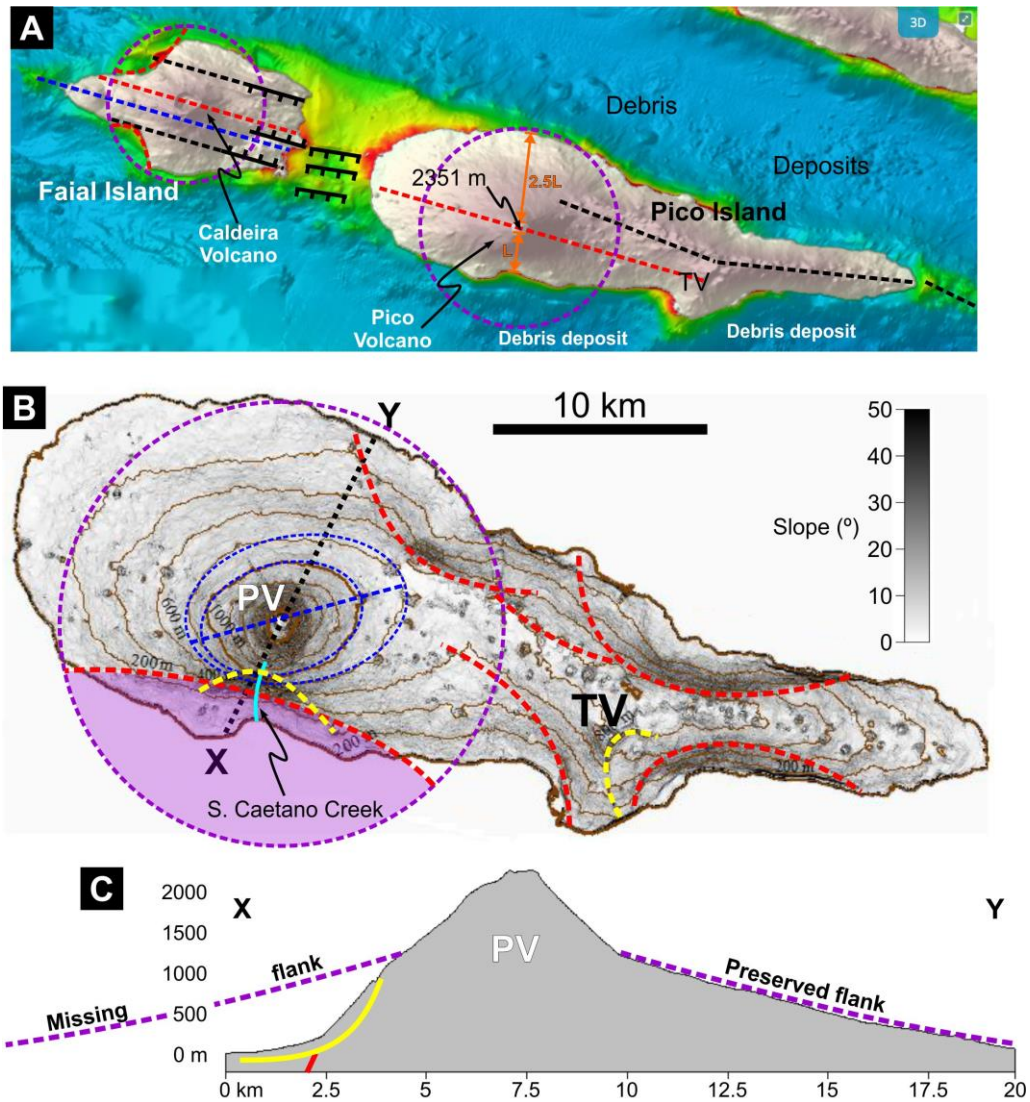 A
3D
Debris
Deposits
2351 m
2.5L
L
Faial Island
Pico Island
Caldeira
Volcano
TV
Pico
Volcano
Debris deposit
Debris deposit
B
Y
10 km
50
40
30
20
10
0
Slope (º)
PV
600 m
1000 m
200 m
400
TV
X
200 m
200 m
S. Caetano Creek
C
X
Y
2000
1500
1000
500
0 m
PV
Missing
flank
Preserved flank
0 km
2.5
5
7.5
10
12.5
15
17.5
20